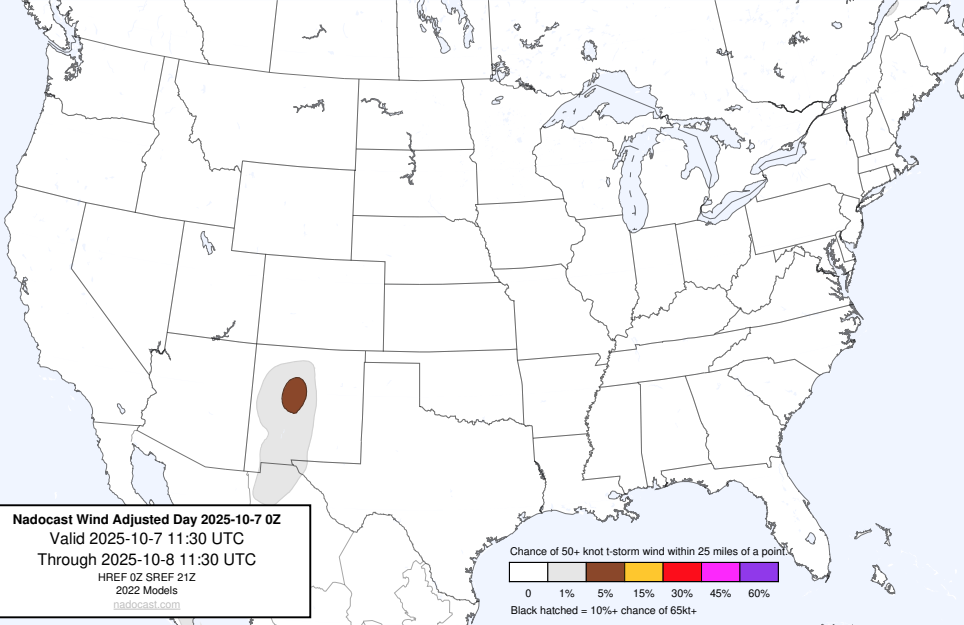 Nadocast Wind Adjusted Day 2025-10-7 0Z
Valid 2025-10-7 11:30 UTC
Through 2025-10-8 11:30 UTC
HREF 0Z SREF 21Z
2022 Models
nadocast.com
Chance of 50+ knot t-storm wind within 25 miles of a point.
0 1% 5% 15% 30% 45% 60%
Black hatched = 10%+ chance of 65kt+